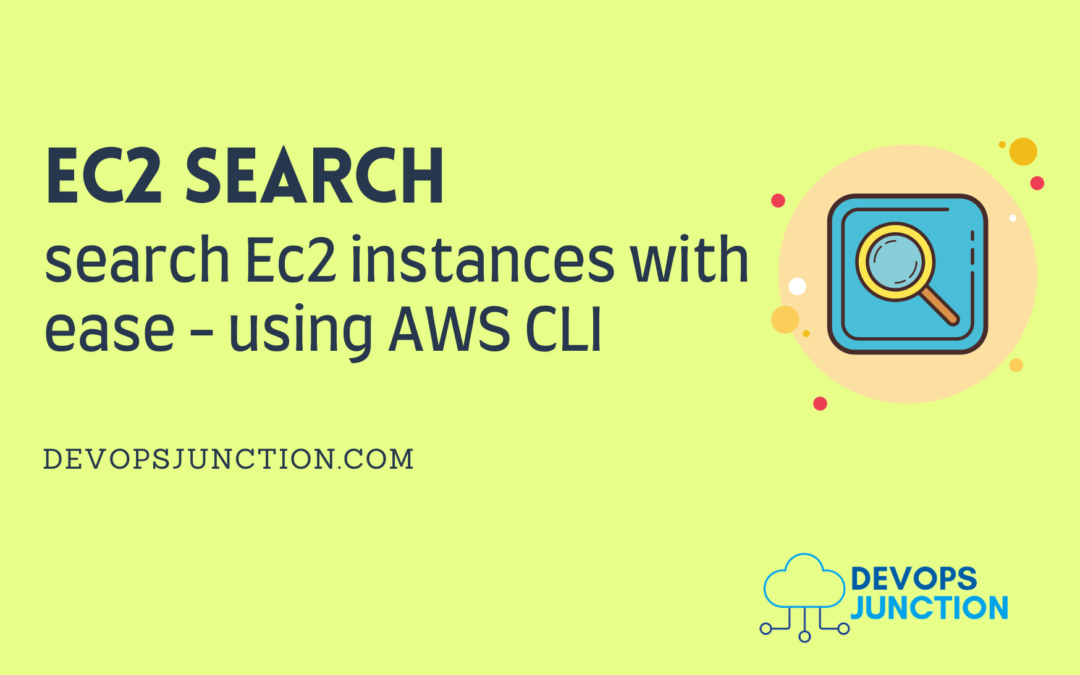 EC2 SEARCH
search Ec2 instances with
ease - using AWS CLI
DEVOPSJUNCTION.COM
DEVOPS
JUNCTION